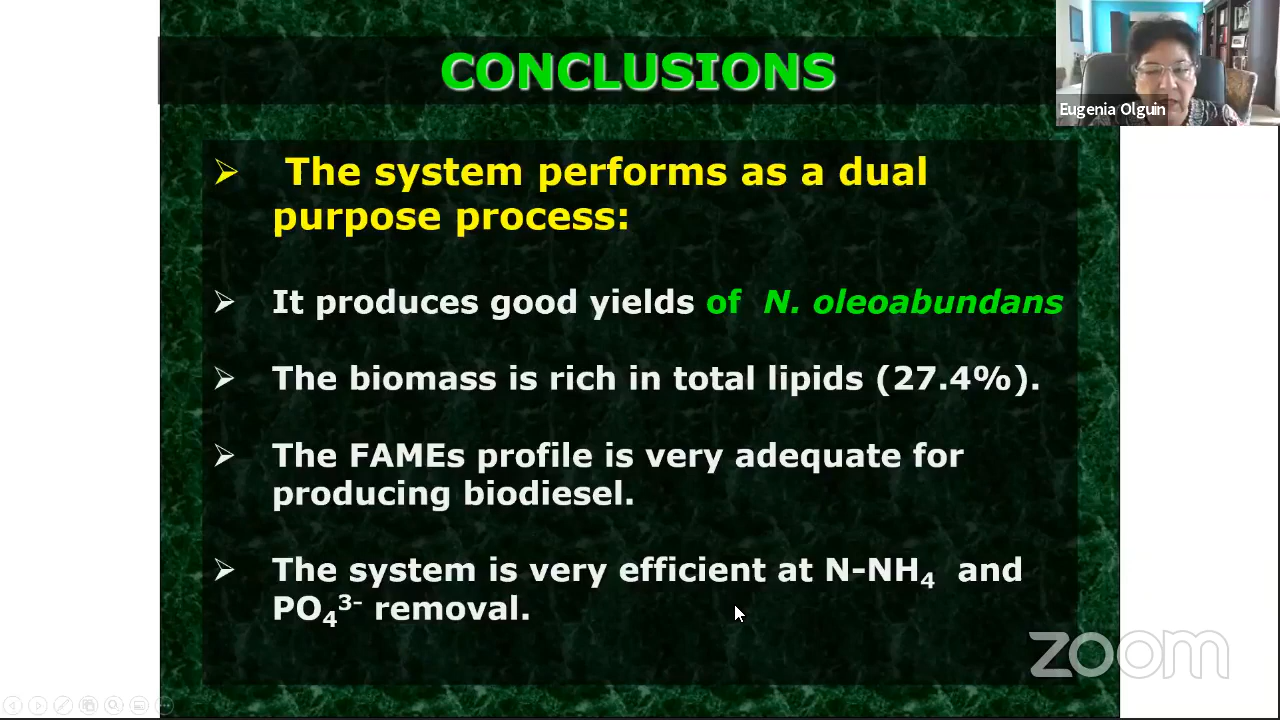 CONCLUSIONS
Eugenia Olguin
➢ The system performs as a dual
purpose process:
➢ It produces good yields of N. oleoabundans
➢ The biomass is rich in total lipids (27.4%).
➢ The FAMEs profile is very adequate for
producing biodiesel.
➢ The system is very efficient at N-NH₄ and
PO₄³⁻ removal.
zoom